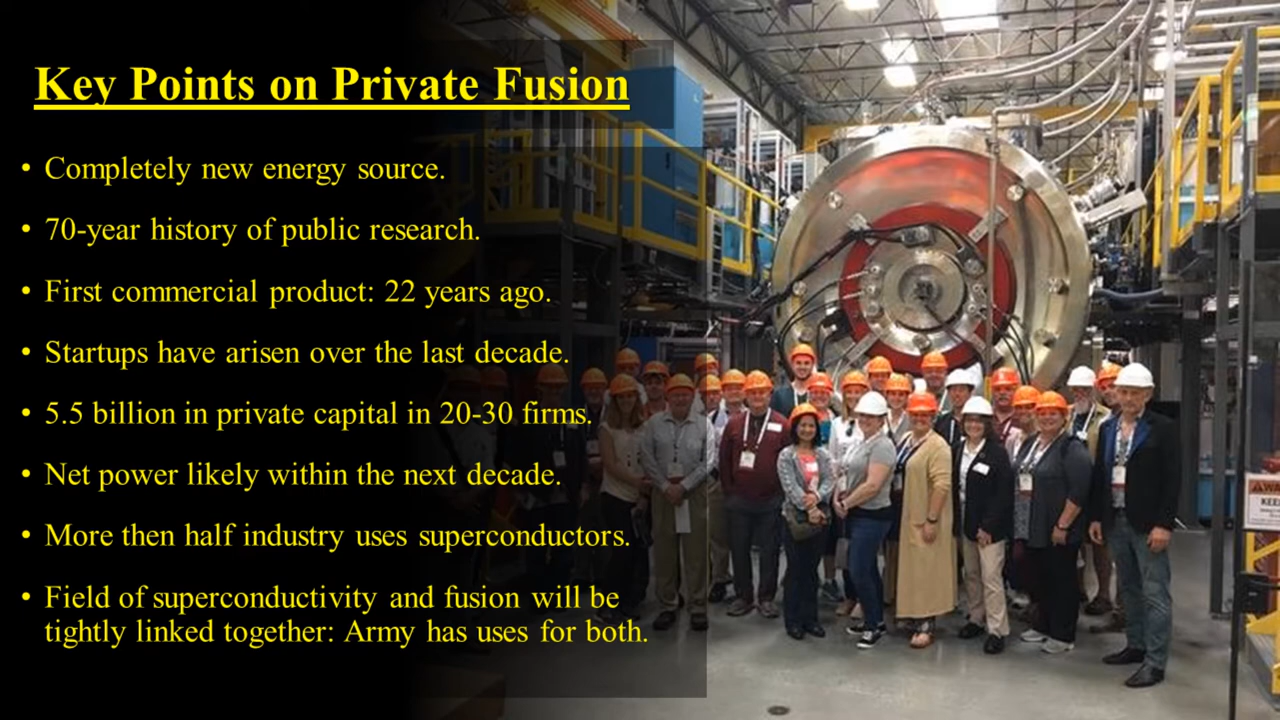 Key Points on Private Fusion
• Completely new energy source.
• 70-year history of public research.
• First commercial product: 22 years ago.
• Startups have arisen over the last decade.
• 5.5 billion in private capital in 20-30 firms.
• Net power likely within the next decade.
• More then half industry uses superconductors.
• Field of superconductivity and fusion will be
tightly linked together: Army has uses for both.